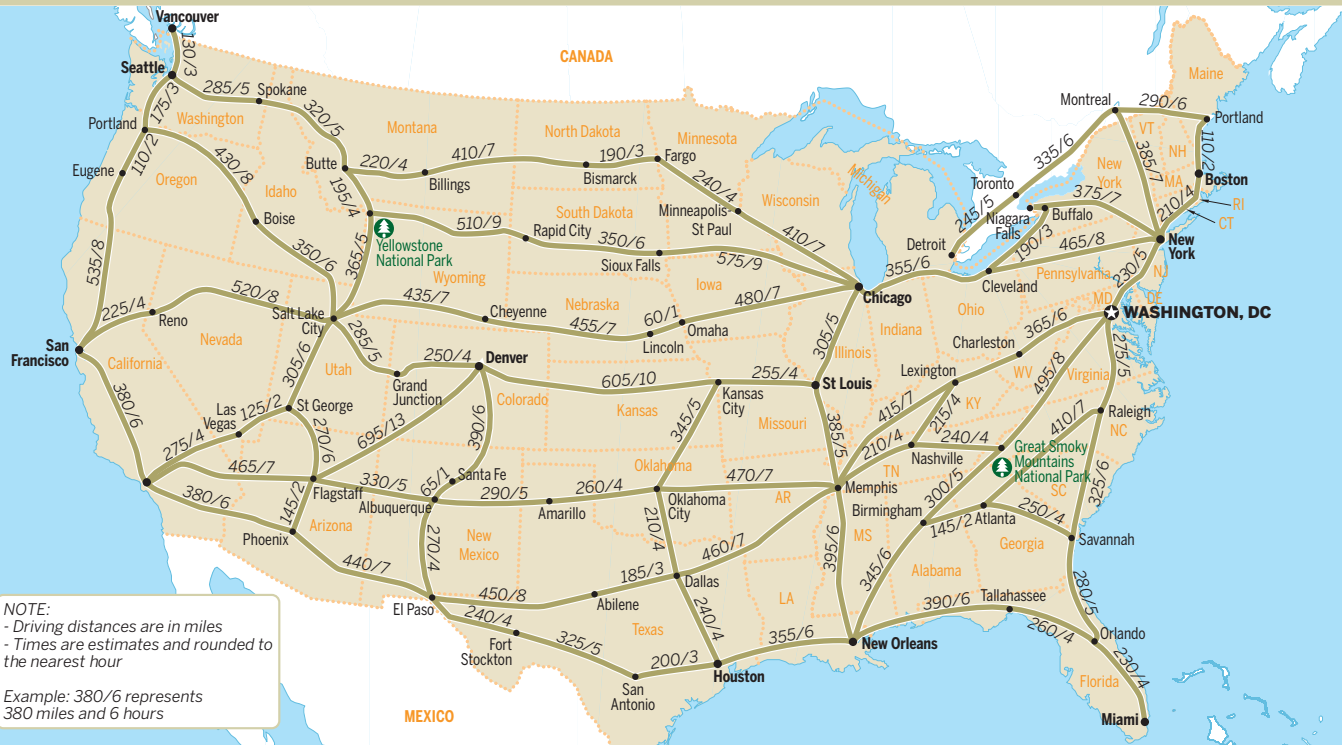 Vancouver
130/3
CANADA
Seattle
285/5
Spokane
175/3
Washington
320/5
Portland
110/2
Montana
North Dakota
Minnesota
Butte
220/4
410/7
190/3
Fargo
Billings
Bismarck
Eugene
430/8
Oregon
Idaho
195/4
240/4
Wisconsin
Michigan
Boise
South Dakota
Minneapolis-
St Paul
510/9
Rapid City
350/6
410/7
Yellowstone
National Park
Sioux Falls
575/9
365/5
350/6
535/8
Wyoming
Iowa
Montreal
290/6
Maine
Portland
VT
110/2
335/6
385/7
NH
New
York
MA
Boston
Toronto
375/7
RI
CT
210/4
245/5
Niagara
Falls
Buffalo
Detroit
190/3
465/8
New
York
355/6
Cleveland
Pennsylvania
230/5
NJ
Chicago
Ohio
MD
DE
WASHINGTON, DC
225/4
520/8
Reno
Salt Lake
City
435/7
Cheyenne
Nebraska
480/7
455/7
60/1
Omaha
Lincoln
San
Francisco
Nevada
California
285/5
305/6
Utah
250/4
Denver
Grand
Junction
Colorado
605/10
Kansas
Kansas
City
255/4
305/5
Illinois
Indiana
St Louis
Missouri
365/6
Charleston
Lexington
WV
495/8
Virginia
275/5
415/7
215/4
KY
410/7
Raleigh
NC
380/6
Las
Vegas
125/2
St George
275/4
270/6
695/13
390/9
345/5
385/5
210/4
240/4
Nashville
Great Smoky
Mountains
National Park
465/7
Flagstaff
330/5
Santa Fe
65/1
Albuquerque
290/5
260/4
Amarillo
Oklahoma
Oklahoma
City
470/7
AR
TN
Memphis
SC
325/6
380/6
145/2
Phoenix
Arizona
New
Mexico
270/4
210/4
460/7
MS
Birmingham
300/5
145/2
Atlanta
250/4
Georgia
Savannah
440/7
El Paso
450/8
185/3
Abilene
Dallas
395/6
345/6
Alabama
LA
240/4
Fort
Stockton
Texas
325/5
240/4
200/3
San
Antonio
Houston
355/6
New Orleans
390/6
Tallahassee
280/5
260/4
Orlando
Florida
230/4
Miami
MEXICO
NOTE:
- Driving distances are in miles
- Times are estimates and rounded to
the nearest hour
Example: 380/6 represents
380 miles and 6 hours